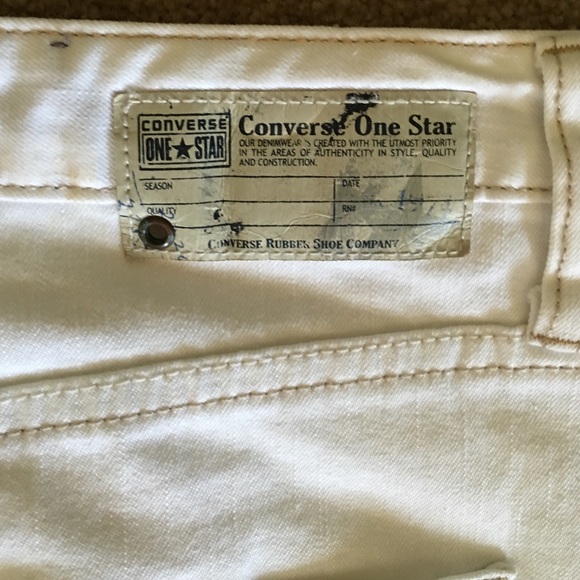 CONVERSE
ONE★STAR
Converse One Star
OUR DENIMWEAR IS CREATED WITH THE UTMOST PRIORITY
IN THE AREAS OF AUTHENTICITY IN STYLE, QUALITY
AND CONSTRUCTION.
SEASON
DATE
QUALITY
RN#
CONVERSE RUBBER SHOE COMPANY